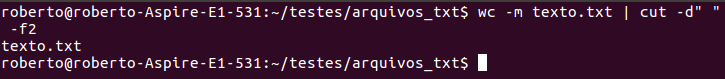 roberto@roberto-Aspire-E1-531:~/testes/arquivos_txt$ wc -m texto.txt | cut -d" "
 -f2
texto.txt
roberto@roberto-Aspire-E1-531:~/testes/arquivos_txt$